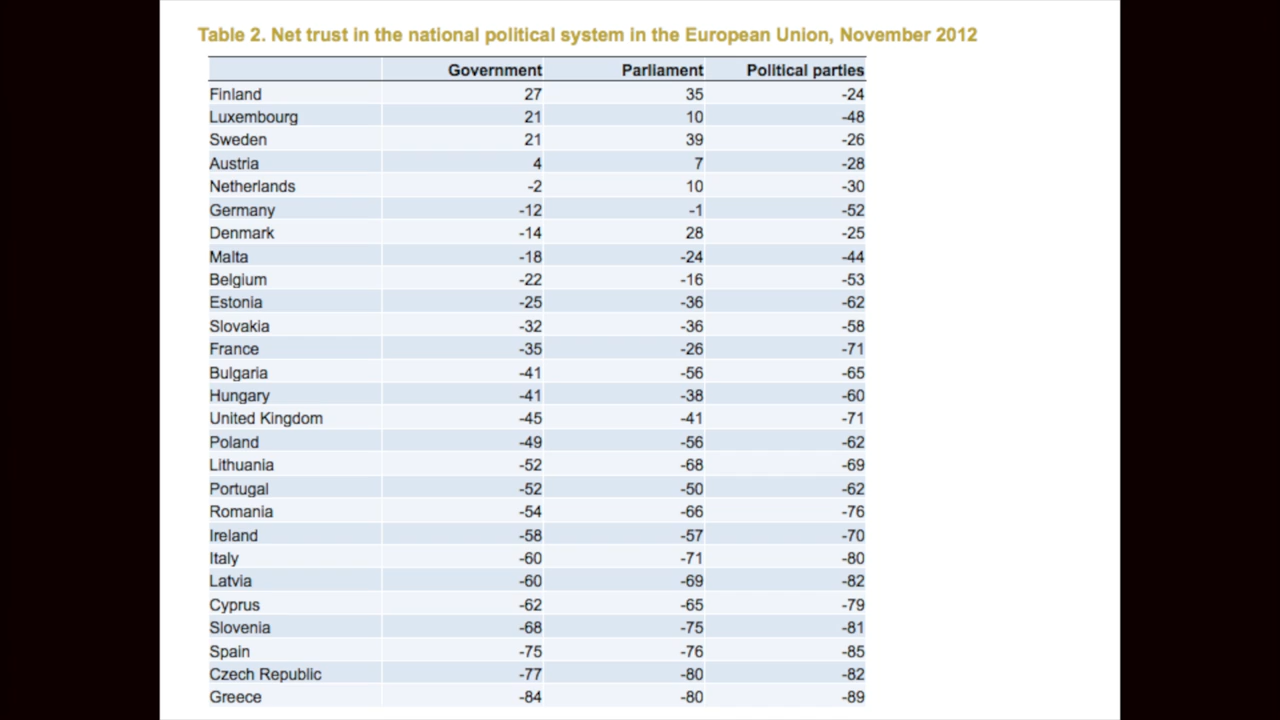 Table 2. Net trust in the national political system in the European Union, November 2012
Government Parliament Political parties
Finland 27 35 -24
Luxembourg 21 10 -48
Sweden 21 39 -26
Austria 4 7 -28
Netherlands -2 10 -30
Germany -12 -1 -52
Denmark -14 28 -25
Malta -18 -24 -44
Belgium -22 -16 -53
Estonia -25 -36 -62
Slovakia -32 -36 -58
France -35 -26 -71
Bulgaria -41 -56 -65
Hungary -41 -38 -60
United Kingdom -45 -41 -71
Poland -49 -56 -62
Lithuania -52 -68 -69
Portugal -52 -50 -62
Romania -54 -66 -76
Ireland -58 -57 -70
Italy -60 -71 -80
Latvia -60 -69 -82
Cyprus -62 -65 -79
Slovenia -68 -75 -81
Spain -75 -76 -85
Czech Republic -77 -80 -82
Greece -84 -80 -89